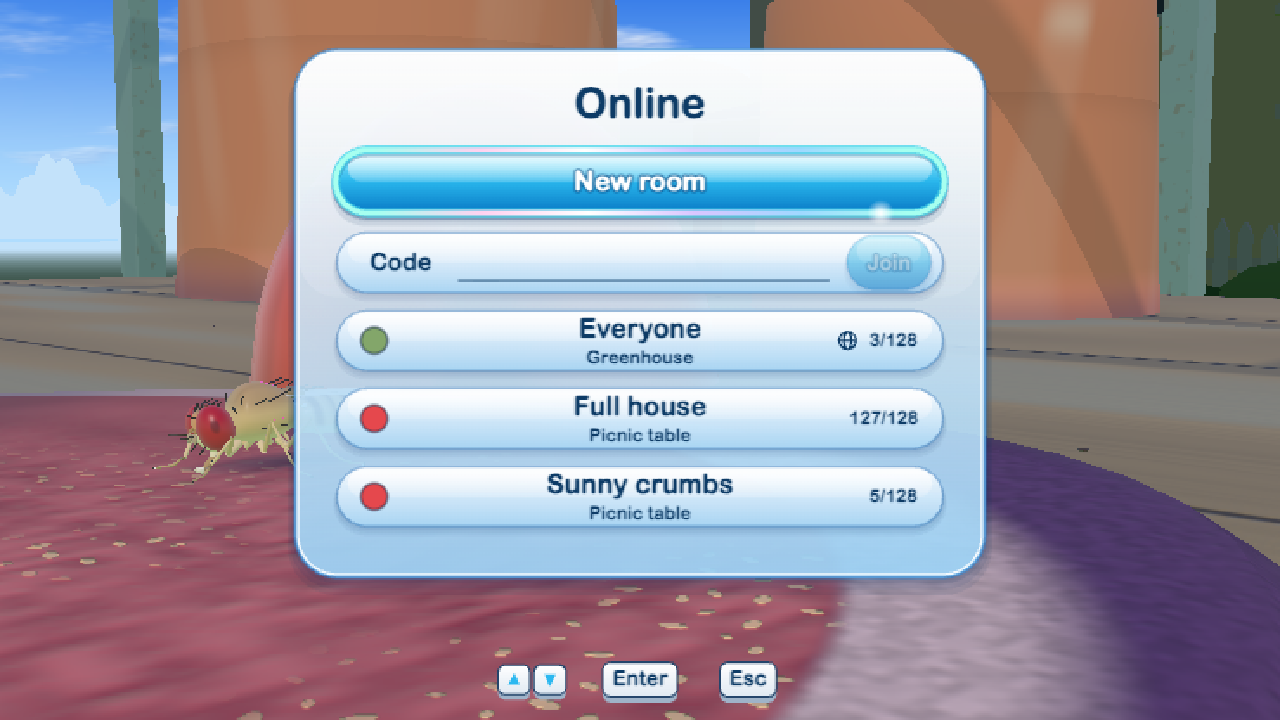 Online
New room
Code
Join
Everyone
Greenhouse
3/128
Full house
Picnic table
127/128
Sunny crumbs
Picnic table
5/128
Enter
Esc